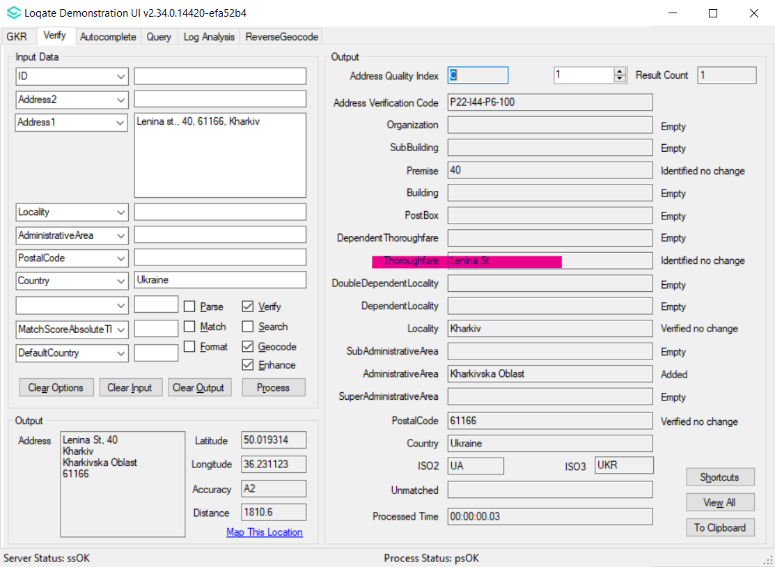 Loqate Demonstration UI v2.34.0.14420-efa52b4
GKR Verify Autocomplete Query Log Analysis ReverseGeocode
Input Data
ID
Address2
Address1 Lenina st., 40, 61166, Kharkiv
Locality
AdministrativeArea
PostalCode
Country Ukraine
Parse Verify
MatchScoreAbsoluteTl Match Search
DefaultCountry Format Geocode
Enhance
Clear Options Clear Input Clear Output Process
Output
Address Lenina St, 40
Kharkiv
Kharkivska Oblast
61166
Latitude 50.019314
Longitude 36.231123
Accuracy A2
Distance 1810.6
Map This Location
Output
Address Quality Index C 1 Result Count 1
Address Verification Code P22-I44-P6-100
Organization Empty
SubBuilding Empty
Premise 40 Identified no change
Building Empty
PostBox Empty
DependentThoroughfare Empty
Thoroughfare Lenina St Identified no change
DoubleDependentLocality Empty
DependentLocality Empty
Locality Kharkiv Verified no change
SubAdministrativeArea Empty
AdministrativeArea Kharkivska Oblast Added
SuperAdministrativeArea Empty
PostalCode 61166 Verified no change
Country Ukraine
ISO2 UA ISO3 UKR
Unmatched
Processed Time 00:00:00.03
Shortcuts
View All
To Clipboard
Server Status: ssOK Process Status: psOK